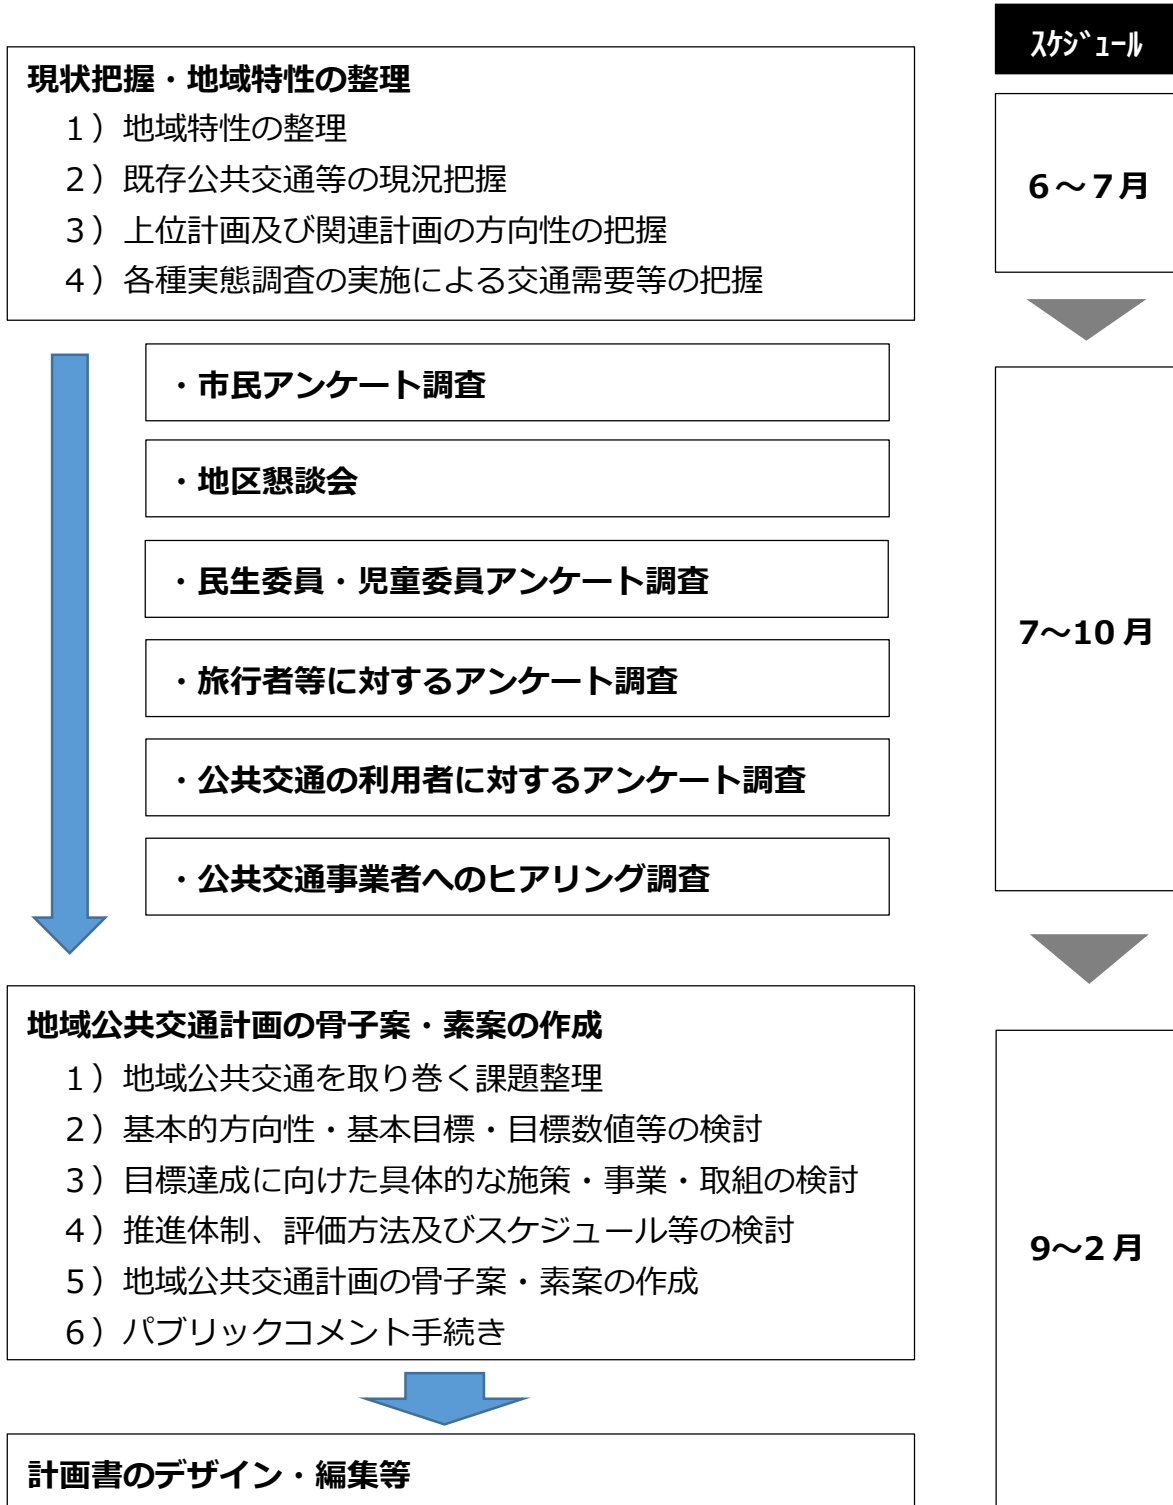 ｽｹｼﾞｭｰﾙ
現状把握・地域特性の整理
１）地域特性の整理
２）既存公共交通等の現況把握
３）上位計画及び関連計画の方向性の把握
４）各種実態調査の実施による交通需要等の把握
６～７月
・市民アンケート調査
・地区懇談会
・民生委員・児童委員アンケート調査
・旅行者等に対するアンケート調査
・公共交通の利用者に対するアンケート調査
・公共交通事業者へのヒアリング調査
7～10 月
地域公共交通計画の骨子案・素案の作成
１）地域公共交通を取り巻く課題整理
２）基本的方向性・基本目標・目標数値等の検討
３）目標達成に向けた具体的な施策・事業・取組の検討
４）推進体制、評価方法及びスケジュール等の検討
５）地域公共交通計画の骨子案・素案の作成
６）パブリックコメント手続き
9～2 月
計画書のデザイン・編集等